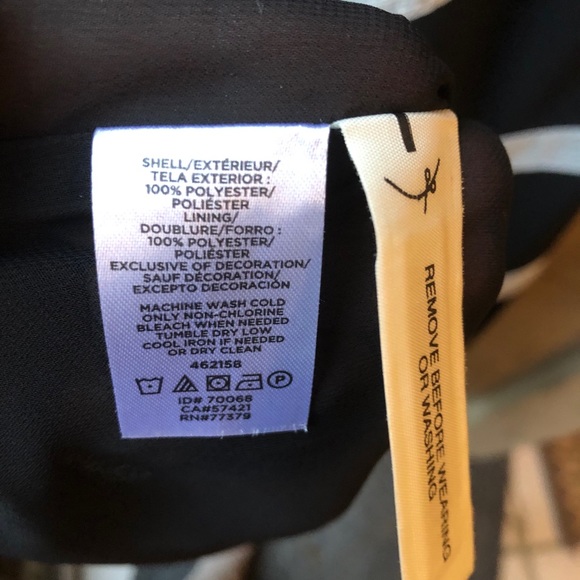 SHELL/EXTÉRIEUR/
TELA EXTERIOR :
100% POLYESTER/
POLIÉSTER
LINING/
DOUBLURE/FORRO :
100% POLYESTER/
POLIÉSTER
EXCLUSIVE OF DECORATION/
SAUF DÉCORATION/
EXCEPTO DECORACIÓN
MACHINE WASH COLD
ONLY NON-CHLORINE
BLEACH WHEN NEEDED
TUMBLE DRY LOW
COOL IRON IF NEEDED
OR DRY CLEAN
462158
P
ID# 70068
CA#57421
RN#77379
REMOVE BEFORE WEARING
OR WASHING